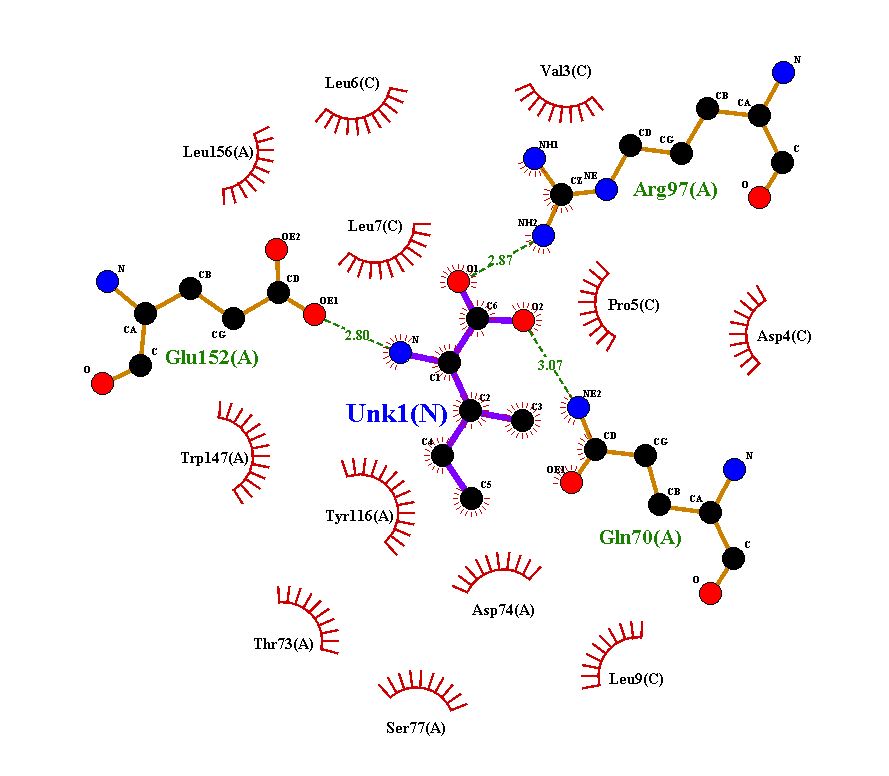 N
Val3(C)
Leu6(C)
CB
CA
CD
CG
NH1
Leu156(A)
C
CZ
NE
Arg97(A)
O
NH2
Leu7(C)
OE2
2.87
O1
N
CB
CD
OE1
Pro5(C)
C6
O2
CA
CG
2.80
Asp4(C)
N
C
Glu152(A)
3.07
O
C1
C2
C3
NE2
Unk1(N)
C4
CD
CG
Trp147(A)
OE1
N
C5
CB
CA
Tyr116(A)
Gln70(A)
C
O
Asp74(A)
Thr73(A)
Leu9(C)
Ser77(A)